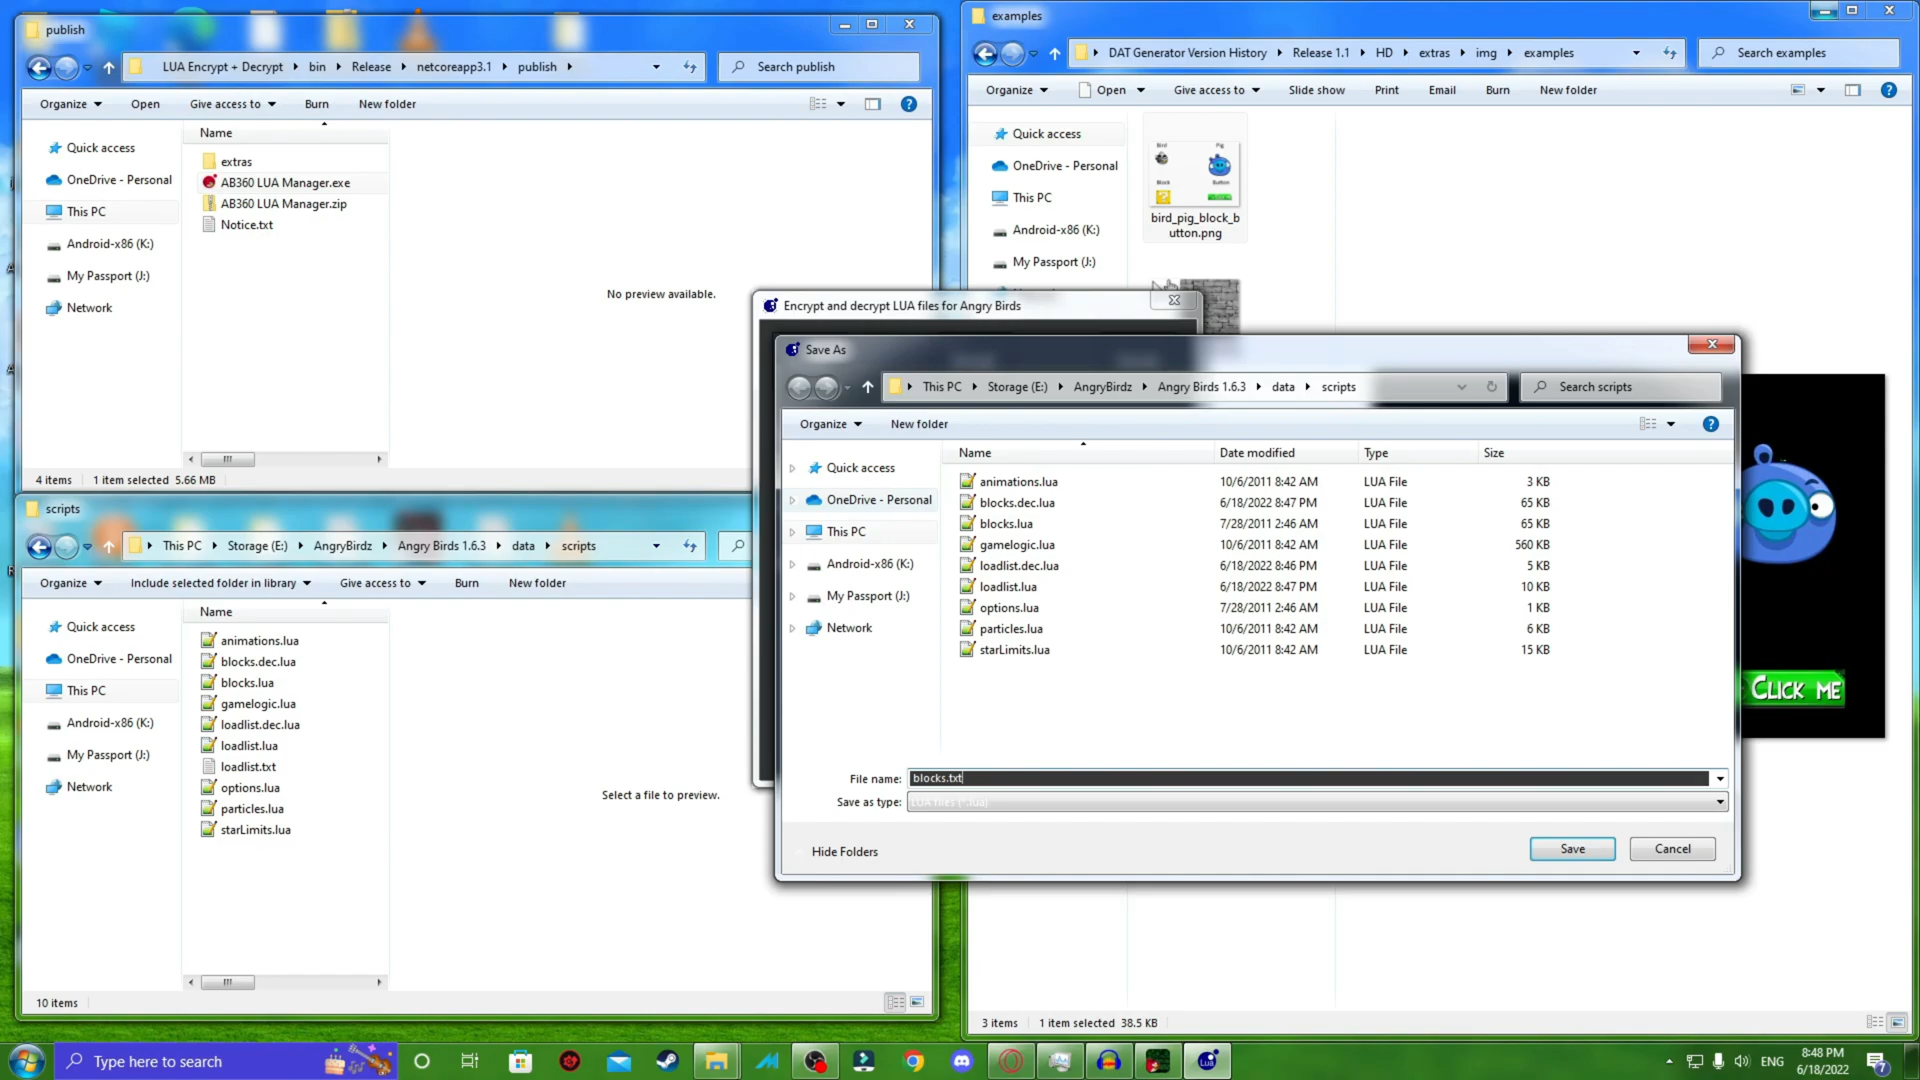 publish
LUA Encrypt + Decrypt bin Release netcoreapp3.1 publish
Search publish
Organize Open Give access to Burn New folder
Name
Quick access
OneDrive - Personal
This PC
Android-x86 (K:)
My Passport (J:)
Network
extras
AB360 LUA Manager.exe
AB360 LUA Manager.zip
Notice.txt
No preview available.
4 items 1 item selected 5.66 MB
examples
DAT Generator Version History Release 1.1 HD extras img examples
Search examples
Organize Open Give access to Slide show Print Email Burn New folder
Quick access
OneDrive - Personal
This PC
Android-x86 (K:)
My Passport (J:)
Bird Pig
Block Button
bird_pig_block_b
utton.png
CLICK ME
3 items 1 item selected 38.5 KB
Encrypt and decrypt LUA files for Angry Birds
Save As
This PC Storage (E:) AngryBirdz Angry Birds 1.6.3 data scripts
Search scripts
Organize New folder
Quick access
OneDrive - Personal
This PC
Android-x86 (K:)
My Passport (J:)
Network
Name Date modified Type Size
animations.lua 10/6/2011 8:42 AM LUA File 3 KB
blocks.dec.lua 6/18/2022 8:47 PM LUA File 65 KB
blocks.lua 7/28/2011 2:46 AM LUA File 65 KB
gamelogic.lua 10/6/2011 8:42 AM LUA File 560 KB
loadlist.dec.lua 6/18/2022 8:46 PM LUA File 5 KB
loadlist.lua 6/18/2022 8:47 PM LUA File 10 KB
options.lua 7/28/2011 2:46 AM LUA File 1 KB
particles.lua 10/6/2011 8:42 AM LUA File 6 KB
starLimits.lua 10/6/2011 8:42 AM LUA File 15 KB
File name: blocks.txt
Save as type: LUA files (*.lua)
Hide Folders
Save Cancel
scripts
This PC Storage (E:) AngryBirdz Angry Birds 1.6.3 data scripts
Organize Include selected folder in library Give access to Burn New folder
Name
Quick access
OneDrive - Personal
This PC
Android-x86 (K:)
My Passport (J:)
Network
animations.lua
blocks.dec.lua
blocks.lua
gamelogic.lua
loadlist.dec.lua
loadlist.lua
loadlist.txt
options.lua
particles.lua
starLimits.lua
Select a file to preview.
10 items
Type here to search
Lua
ENG
8:48 PM
6/18/2022
7